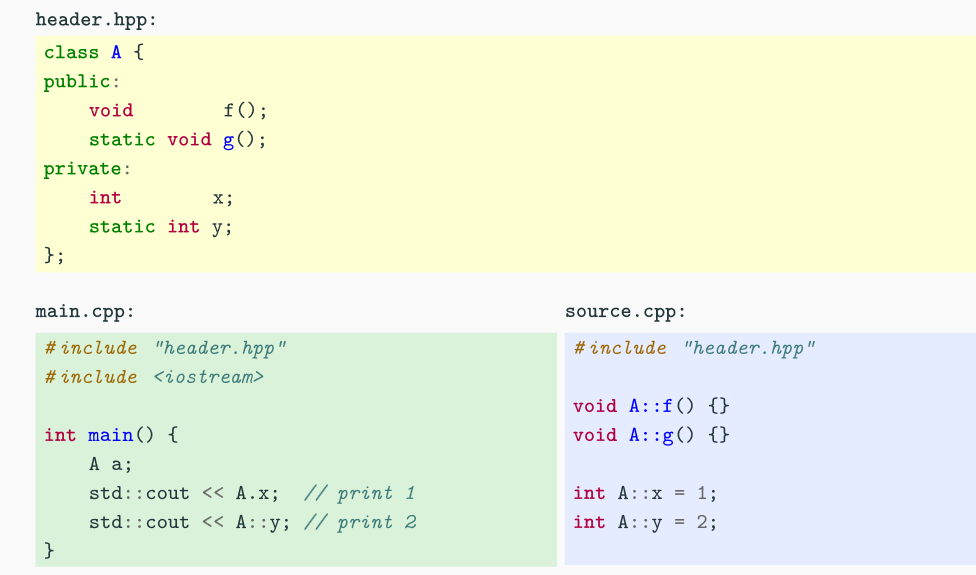 header.hpp:
class A {
public:
    void        f();
    static void g();
private:
    int        x;
    static int y;
};
main.cpp:
#include "header.hpp"
#include <iostream>

int main() {
    A a;
    std::cout << A.x;  // print 1
    std::cout << A::y; // print 2
}
source.cpp:
#include "header.hpp"

void A::f() {}
void A::g() {}

int A::x = 1;
int A::y = 2;